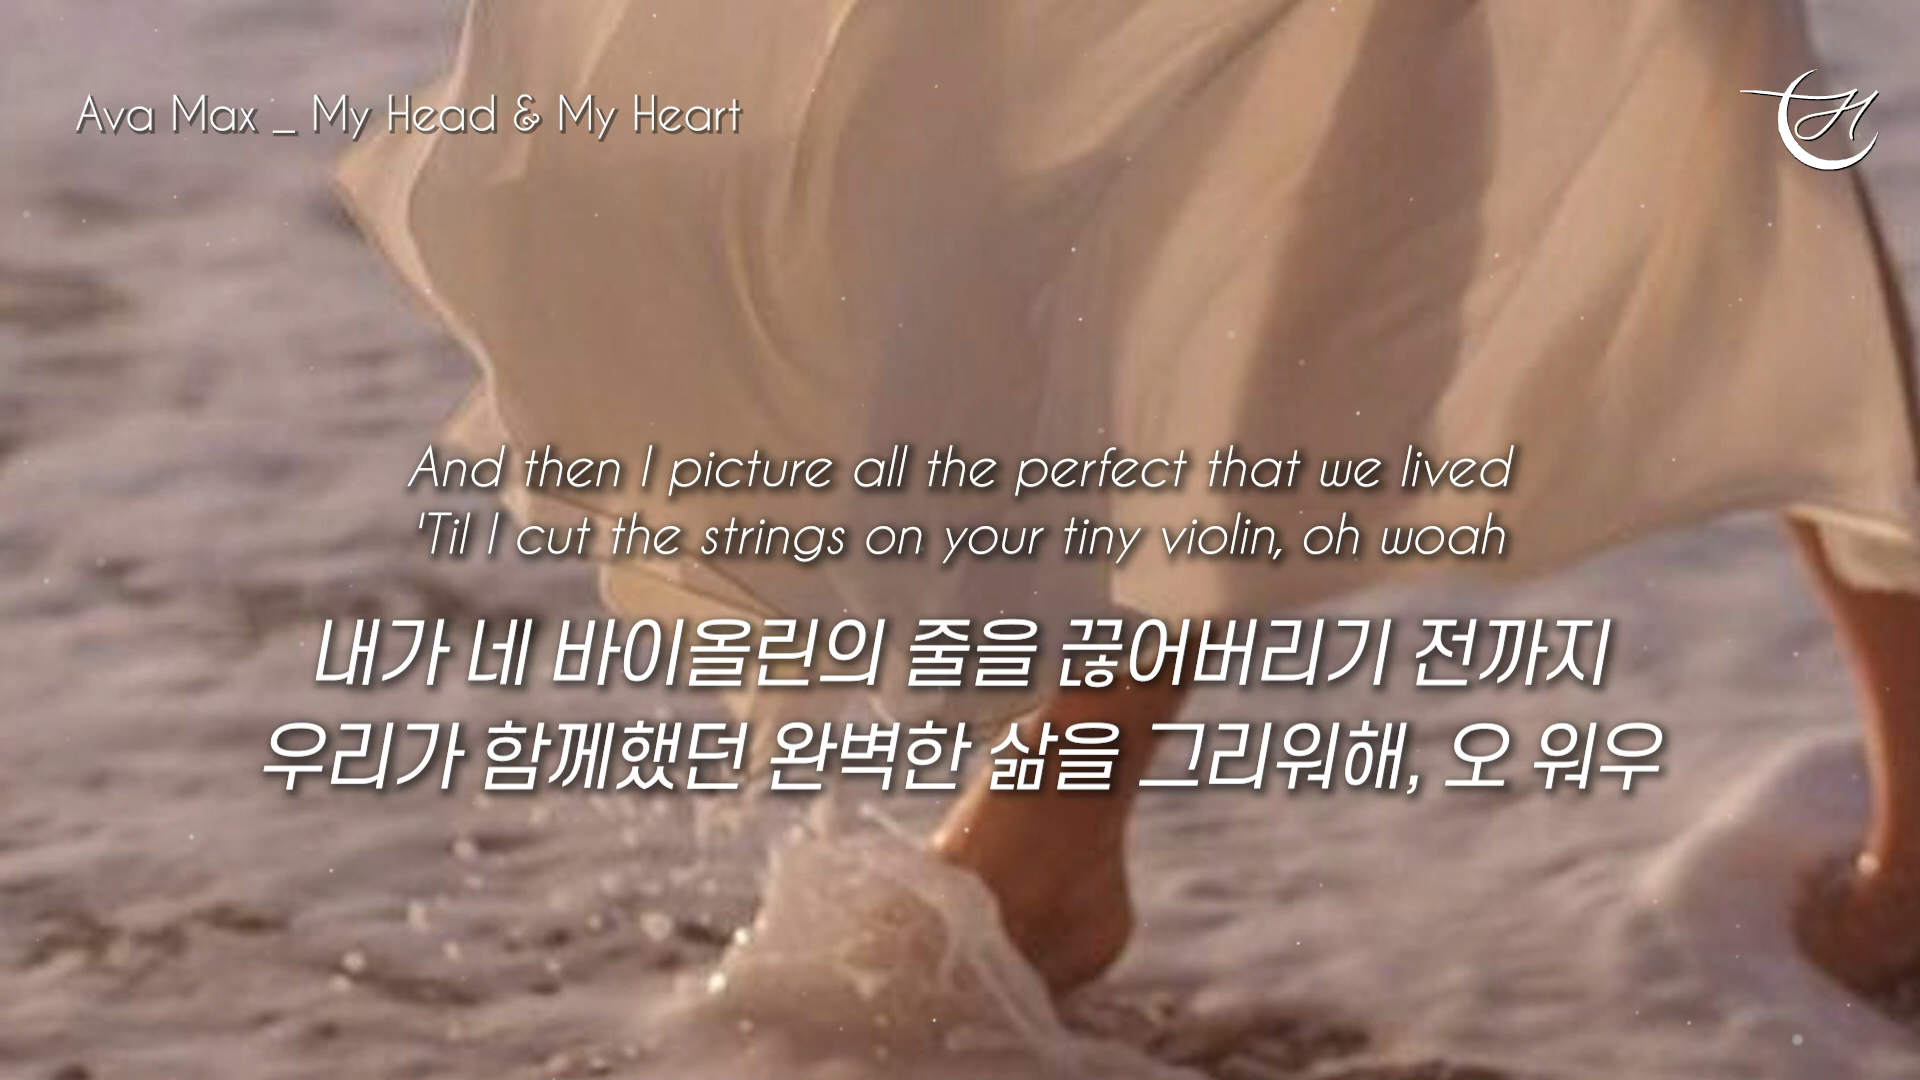 Ava Max _ My Head & My Heart
And then I picture all the perfect that we lived
'Til I cut the strings on your tiny violin, oh woah
내가 네 바이올린의 줄을 끊어버리기 전까지
우리가 함께했던 완벽한 삶을 그리워해, 오 워우